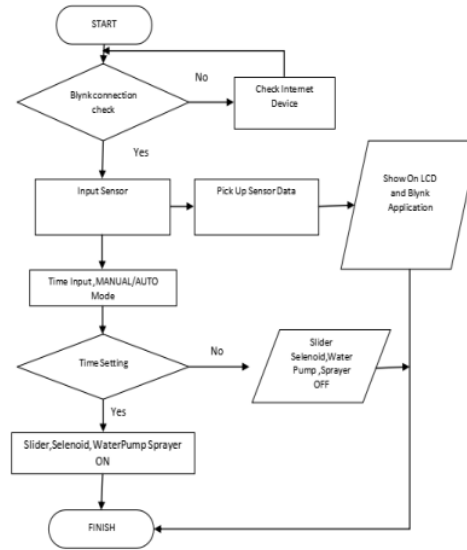 START
Blynk connection
check
No
Check Internet
Device
Yes
Input Sensor
Pick Up Sensor Data
Show On LCD
and Blynk
Application
Time Input ,MANUAL/AUTO
Mode
Time Setting
No
Slider
Selenoid,Water
Pump ,Sprayer
OFF
Yes
Slider,Selenoid,WaterPump Sprayer
ON
FINISH